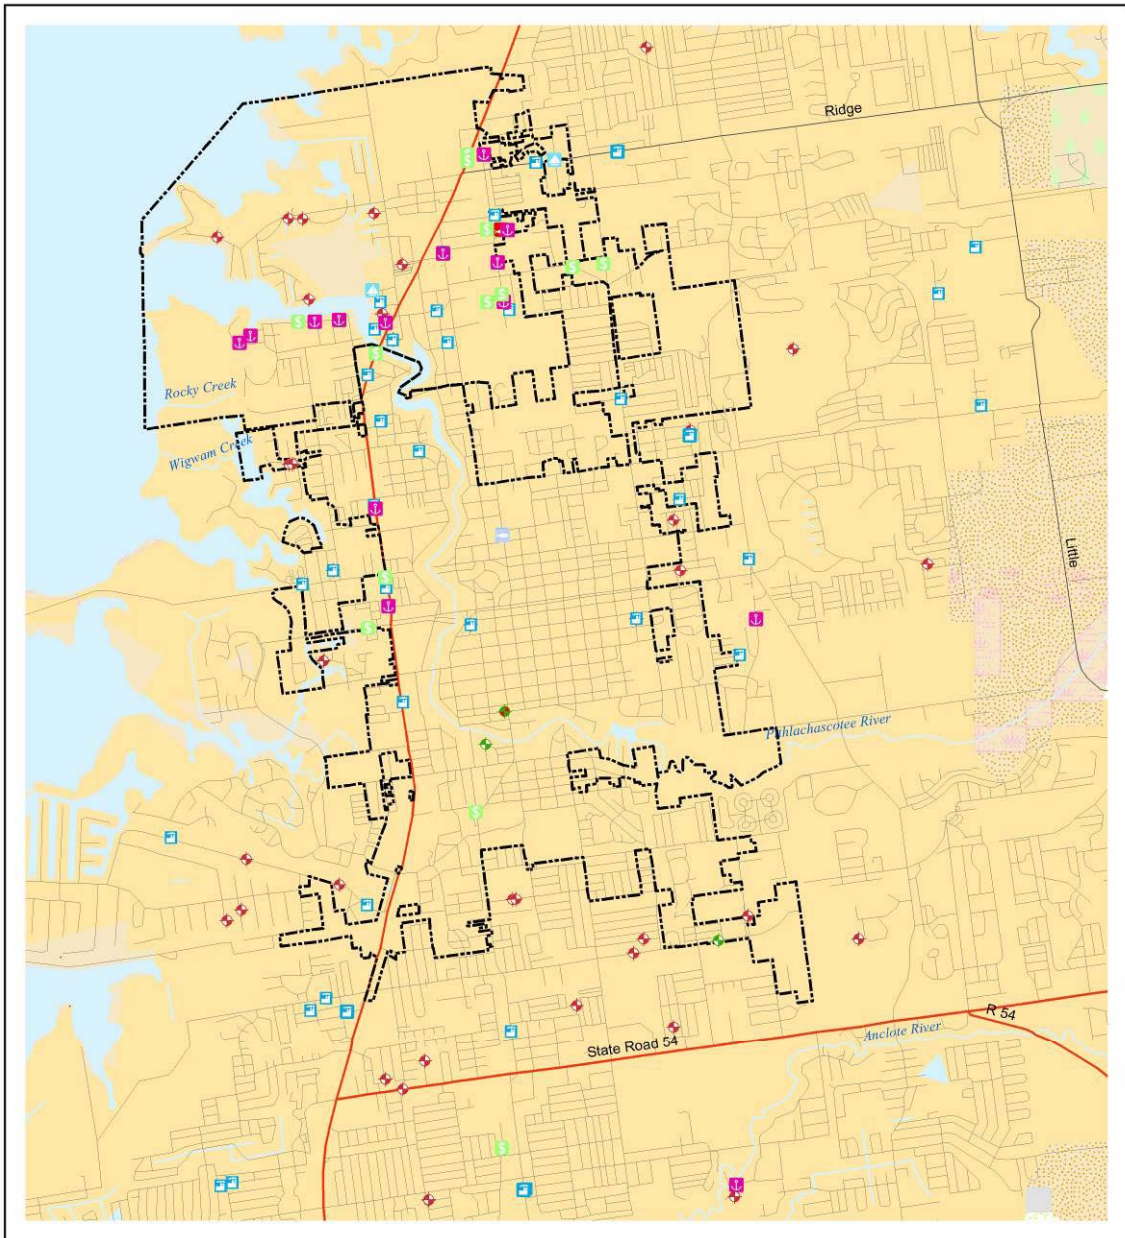 Ridge
Rocky Creek
Wigwam Creek
Little
Pithlachascotee River
R 54
Anclote River
State Road 54